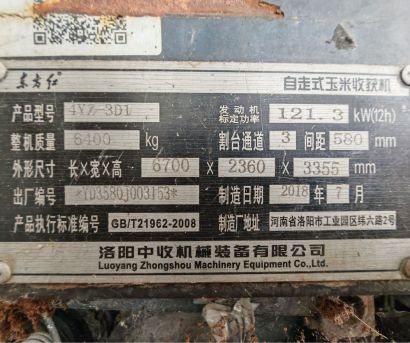 东方红 自走式玉米收获机
产品型号 4YZ-3D1 发动机标定功率 121.3 kW(12h)
整机质量 6400 kg 割台通道 3 间距 580 mm
外形尺寸 长×宽×高 6700 × 2360 × 3355 mm
出厂编号 *YD3580J003153* 制造日期 2018 年 7 月
产品执行标准编号 GB/T21962-2008 制造厂地址 河南省洛阳市工业园区纬六路2号
洛阳中收机械装备有限公司
Luoyang Zhongshou Machinery Equipment Co.,Ltd.